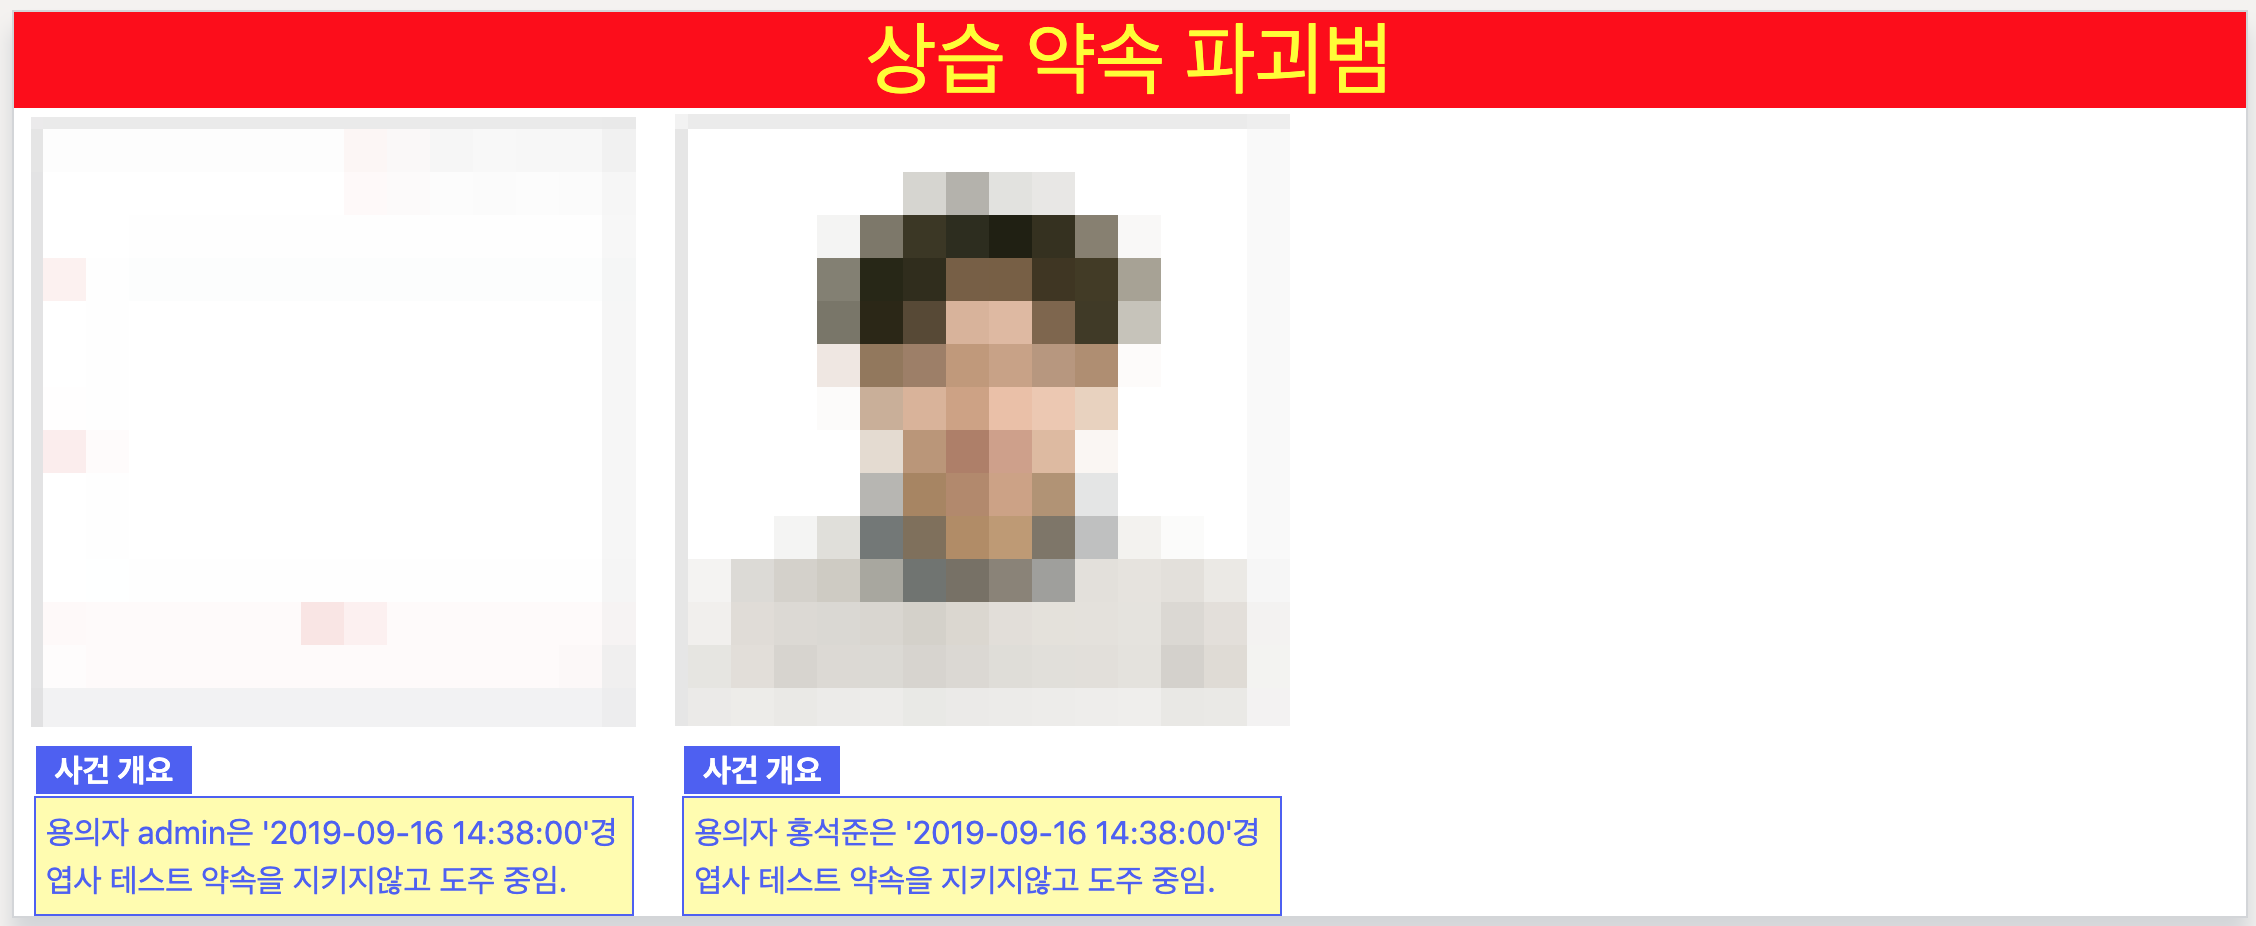 상습 약속 파괴범
사건 개요
용의자 admin은 '2019-09-16 14:38:00'경
엽사 테스트 약속을 지키지않고 도주 중임.
사건 개요
용의자 홍석준은 '2019-09-16 14:38:00'경
엽사 테스트 약속을 지키지않고 도주 중임.